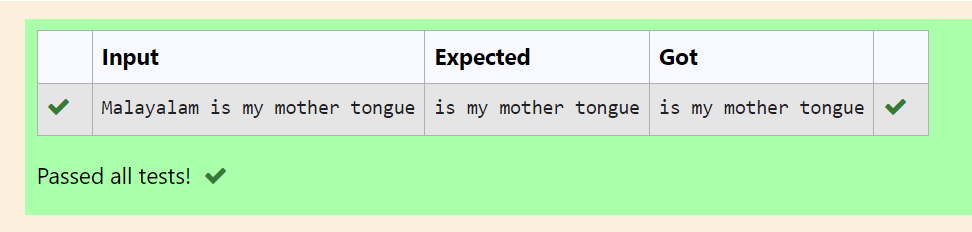 Input Expected Got
Malayalam is my mother tongue is my mother tongue is my mother tongue
Passed all tests!